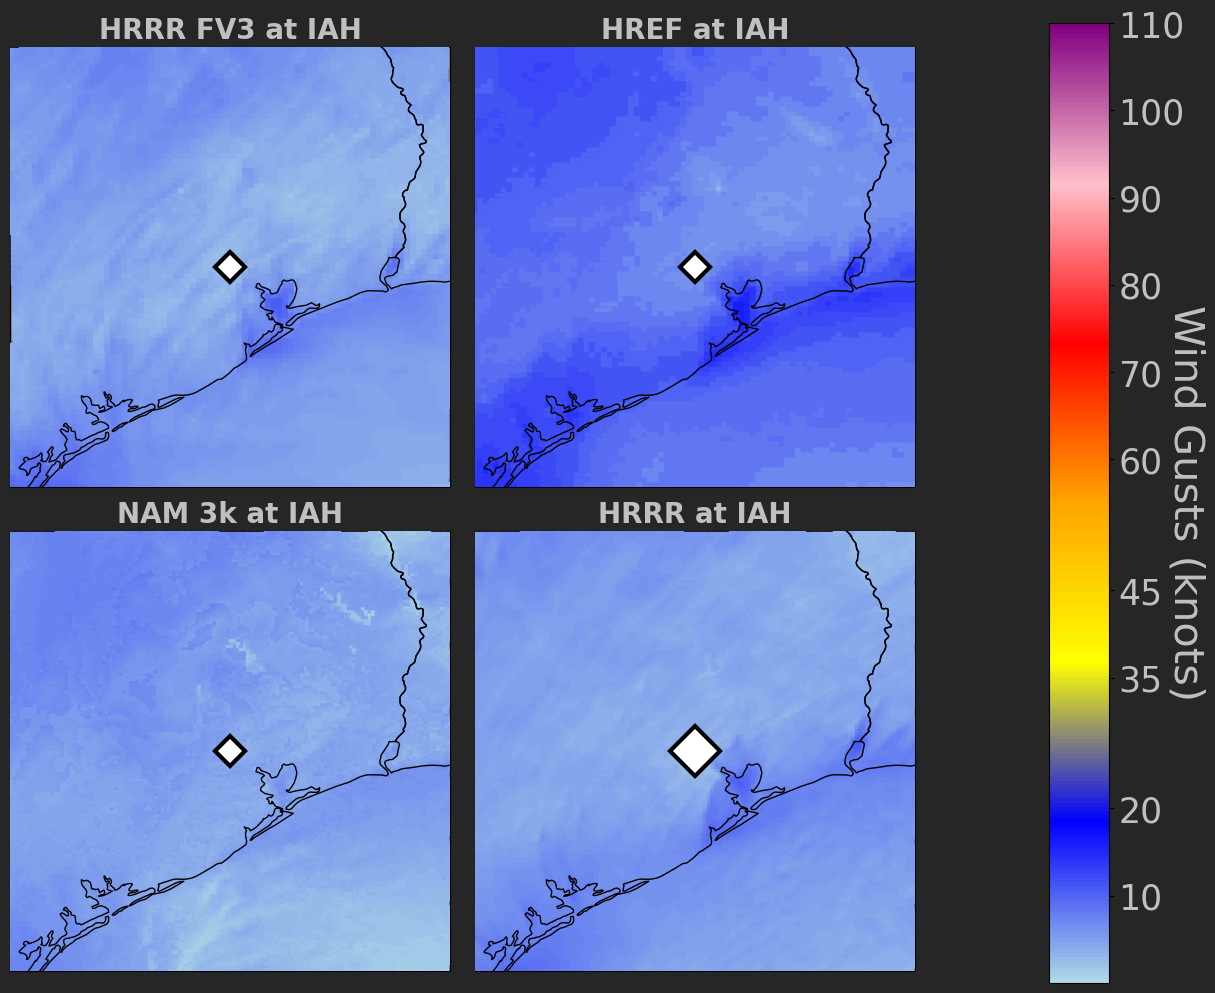 HRRR FV3 at IAH
HREF at IAH
NAM 3k at IAH
HRRR at IAH
110
100
90
80
70
60
45
35
20
10
Wind Gusts (knots)